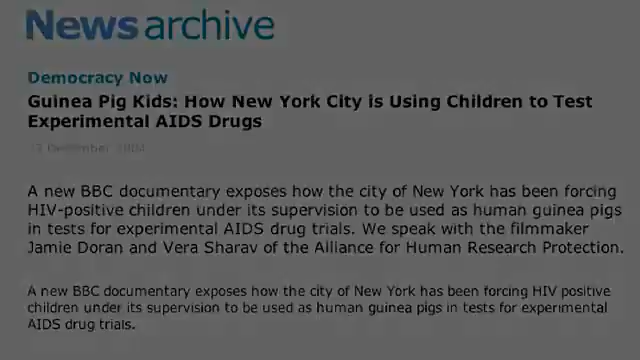 News archive
Democracy Now
Guinea Pig Kids: How New York City is Using Children to Test
Experimental AIDS Drugs
December 2004
A new BBC documentary exposes how the city of New York has been forcing
HIV-positive children under its supervision to be used as human guinea pigs
in tests for experimental AIDS drug trials. We speak with the filmmaker
Jamie Doran and Vera Sharav of the Alliance for Human Research Protection.
A new BBC documentary exposes how the city of New York has been forcing HIV positive
children under its supervision to be used as human guinea pigs in tests for experimental
AIDS drug trials.